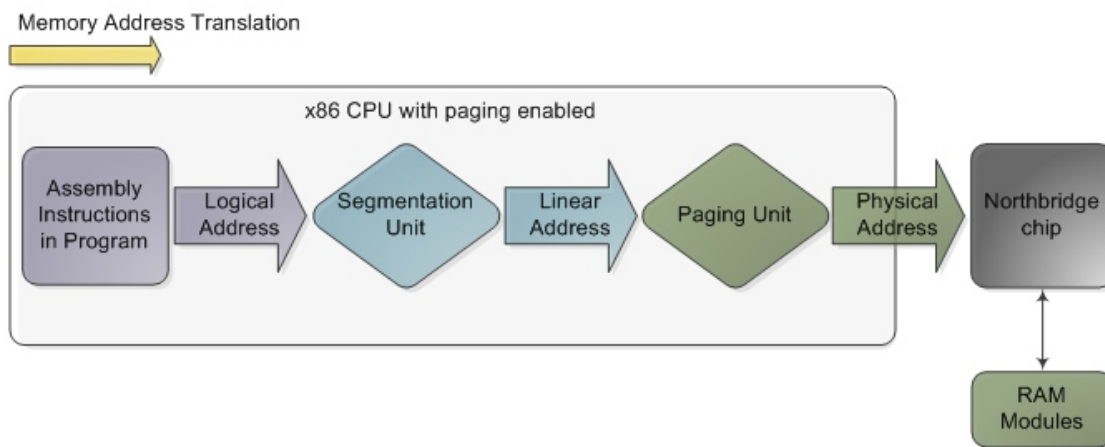 Memory Address Translation
x86 CPU with paging enabled
Assembly
Instructions
in Program
Logical
Address
Segmentation
Unit
Linear
Address
Paging Unit
Physical
Address
Northbridge
chip
RAM
Modules